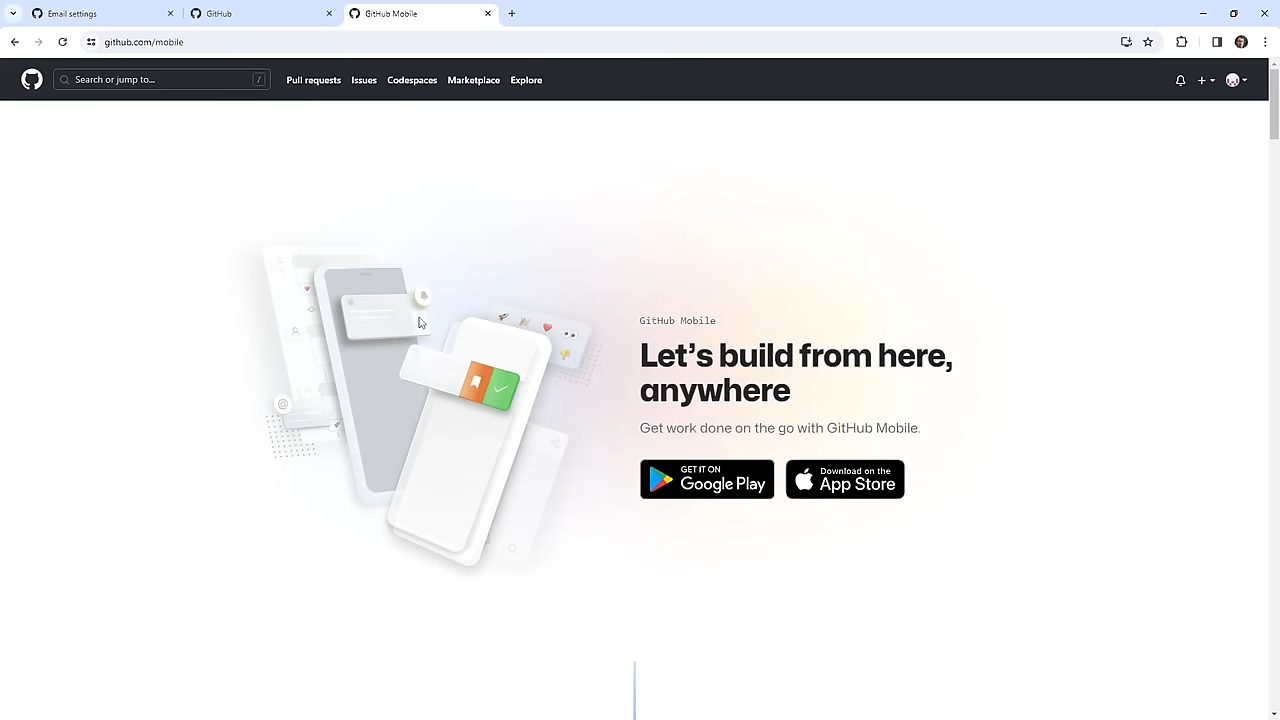 Email settings
GitHub
GitHub Mobile
github.com/mobile
Search or jump to...
/
Pull requests
Issues
Codespaces
Marketplace
Explore
@
GitHub Mobile
Let's build from here,
anywhere
Get work done on the go with GitHub Mobile.
GET IT ON
Google Play
Download on the
App Store